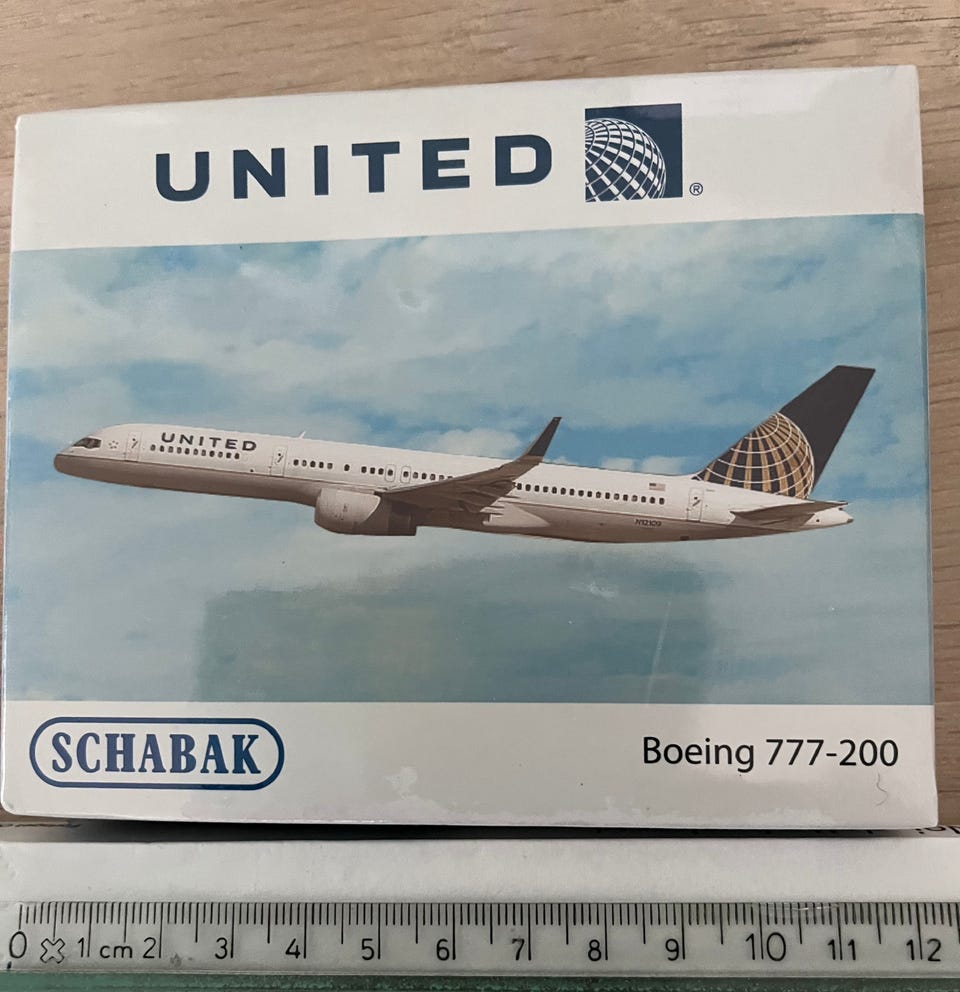 UNITED ®
UNITED
N12109
SCHABAK
Boeing 777-200
0 1 cm 2 3 4 5 6 7 8 9 10 11 12